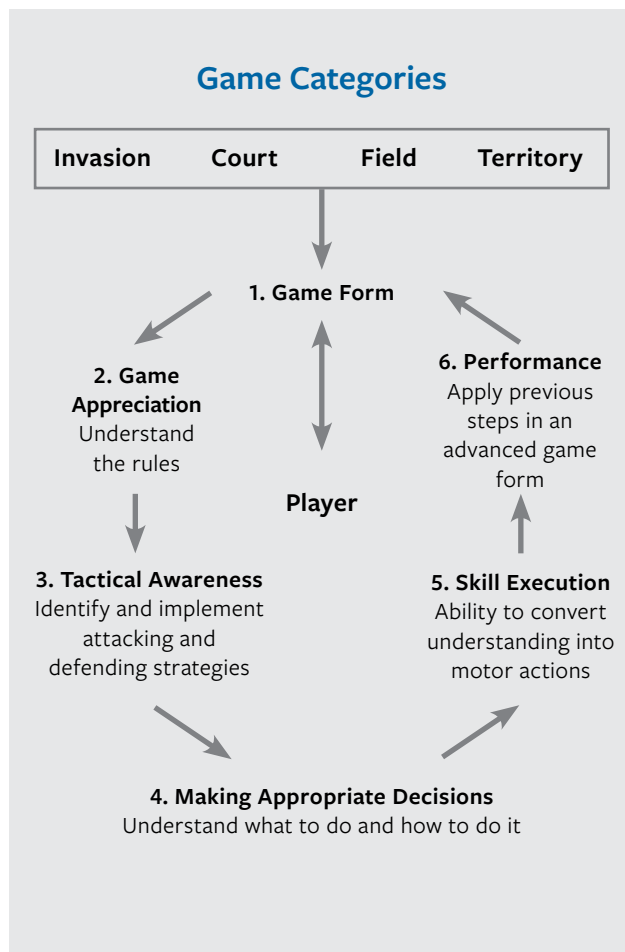 Game Categories
Invasion Court Field Territory
1. Game Form
2. Game
Appreciation
Understand
the rules
Player
3. Tactical Awareness
Identify and implement
attacking and
defending strategies
4. Making Appropriate Decisions
Understand what to do and how to do it
5. Skill Execution
Ability to convert
understanding into
motor actions
6. Performance
Apply previous
steps in an
advanced game
form